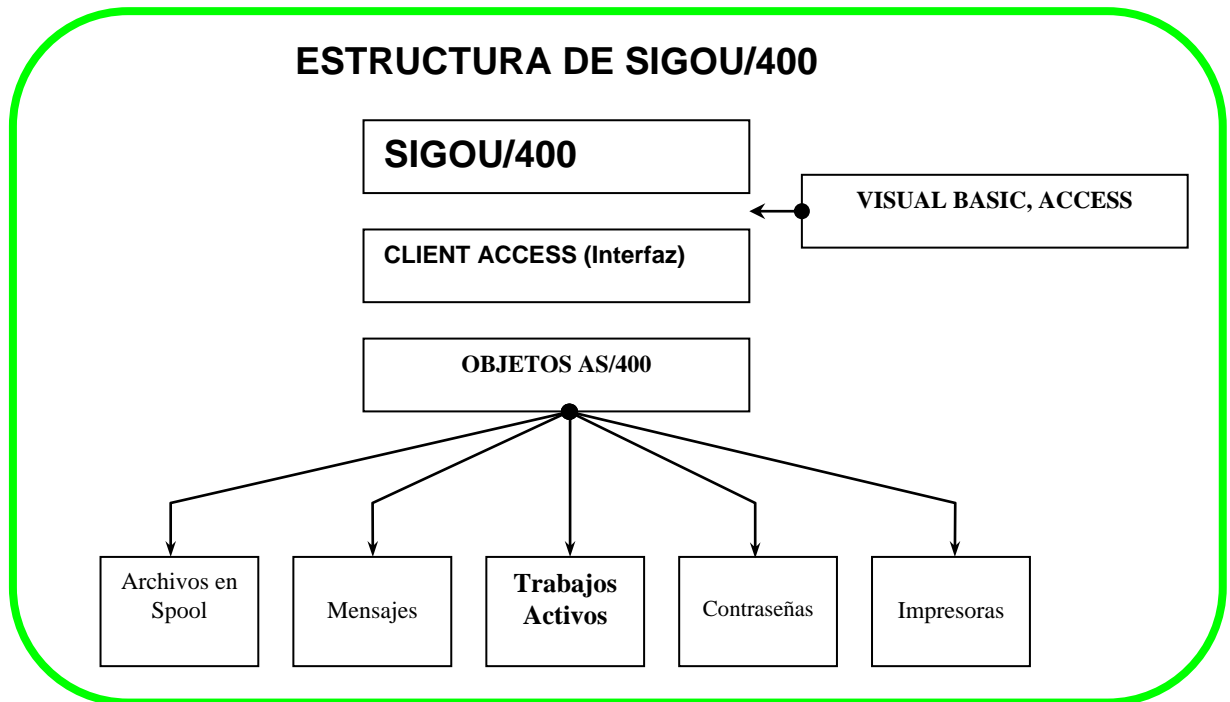 ESTRUCTURA DE SIGOU/400
SIGOU/400
VISUAL BASIC, ACCESS
CLIENT ACCESS (Interfaz)
OBJETOS AS/400
Archivos en
Spool
Mensajes
Trabajos
Activos
Contraseñas
Impresoras